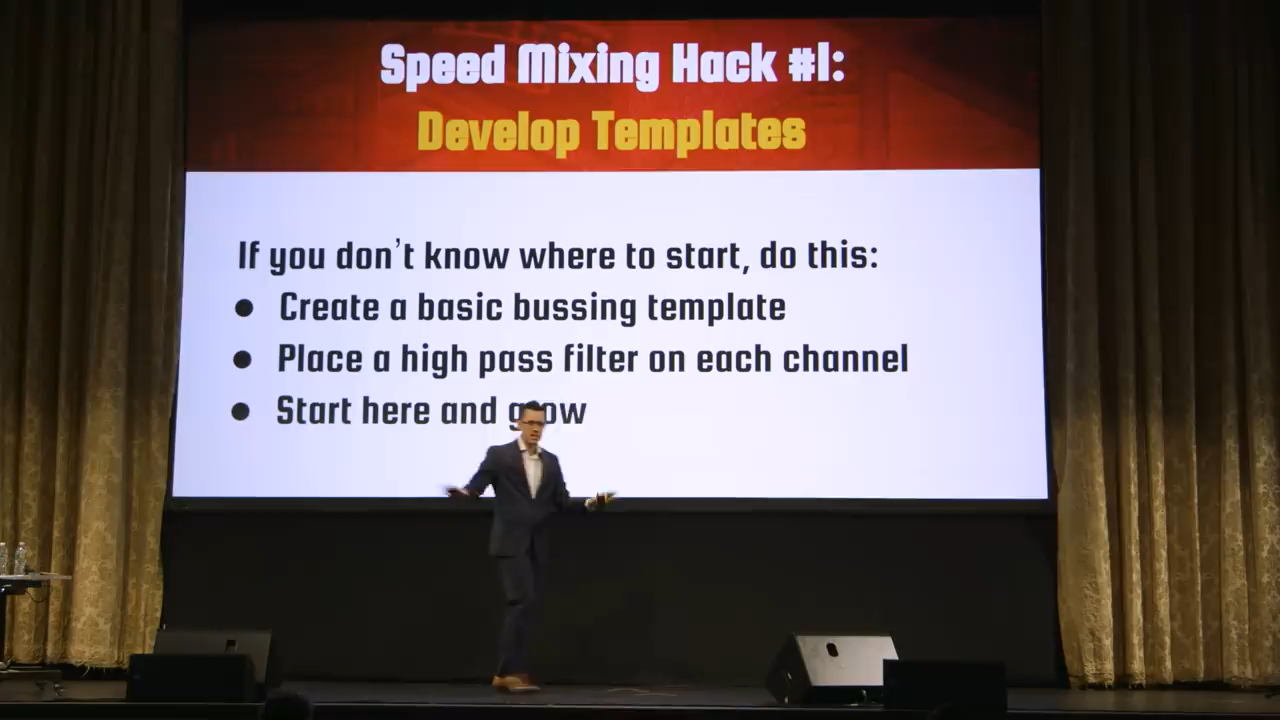 Speed Mixing Hack #1:
Develop Templates
If you don't know where to start, do this:
● Create a basic bussing template
● Place a high pass filter on each channel
● Start here and grow